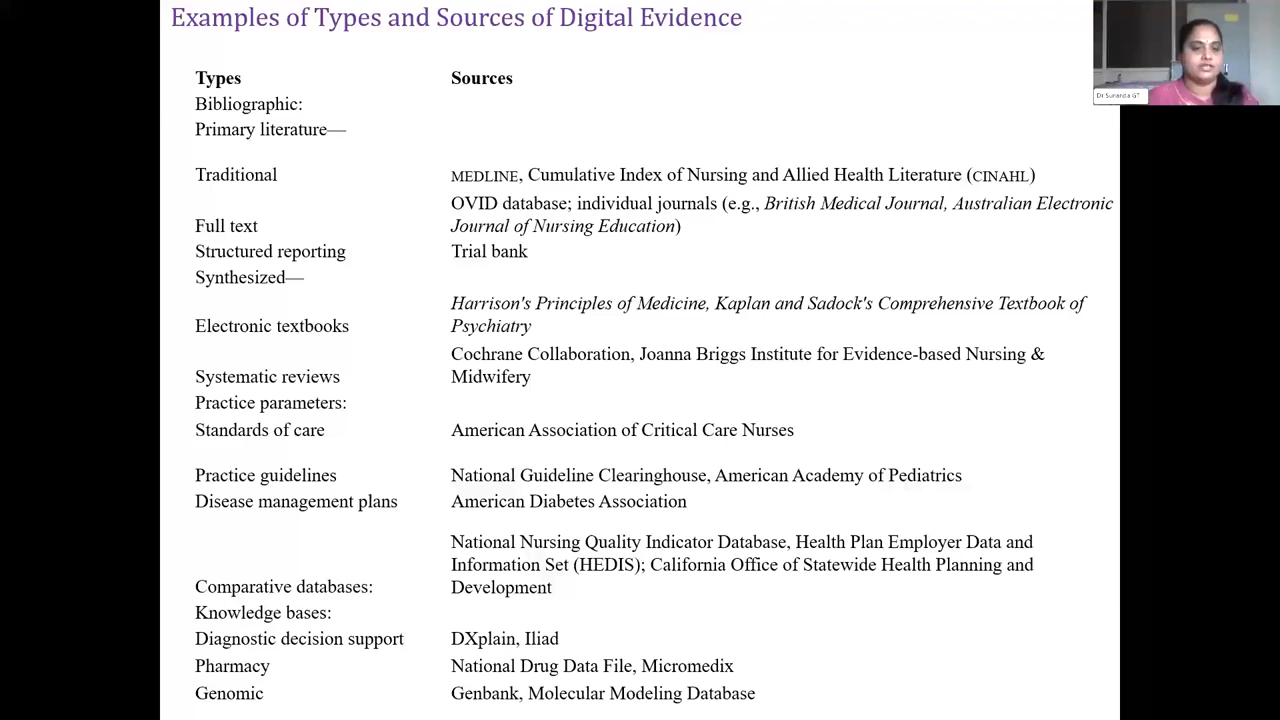 Examples of Types and Sources of Digital Evidence
Types Sources
Bibliographic:
Primary literature—
Traditional MEDLINE, Cumulative Index of Nursing and Allied Health Literature (CINAHL)
OVID database; individual journals (e.g., British Medical Journal, Australian Electronic
Full text Journal of Nursing Education)
Structured reporting Trial bank
Synthesized—
Harrison's Principles of Medicine, Kaplan and Sadock's Comprehensive Textbook of
Electronic textbooks Psychiatry
Cochrane Collaboration, Joanna Briggs Institute for Evidence-based Nursing &
Systematic reviews Midwifery
Practice parameters:
Standards of care American Association of Critical Care Nurses
Practice guidelines National Guideline Clearinghouse, American Academy of Pediatrics
Disease management plans American Diabetes Association
National Nursing Quality Indicator Database, Health Plan Employer Data and
Information Set (HEDIS); California Office of Statewide Health Planning and
Comparative databases: Development
Knowledge bases:
Diagnostic decision support DXplain, Iliad
Pharmacy National Drug Data File, Micromedix
Genomic Genbank, Molecular Modeling Database
Dr Sunanda GT